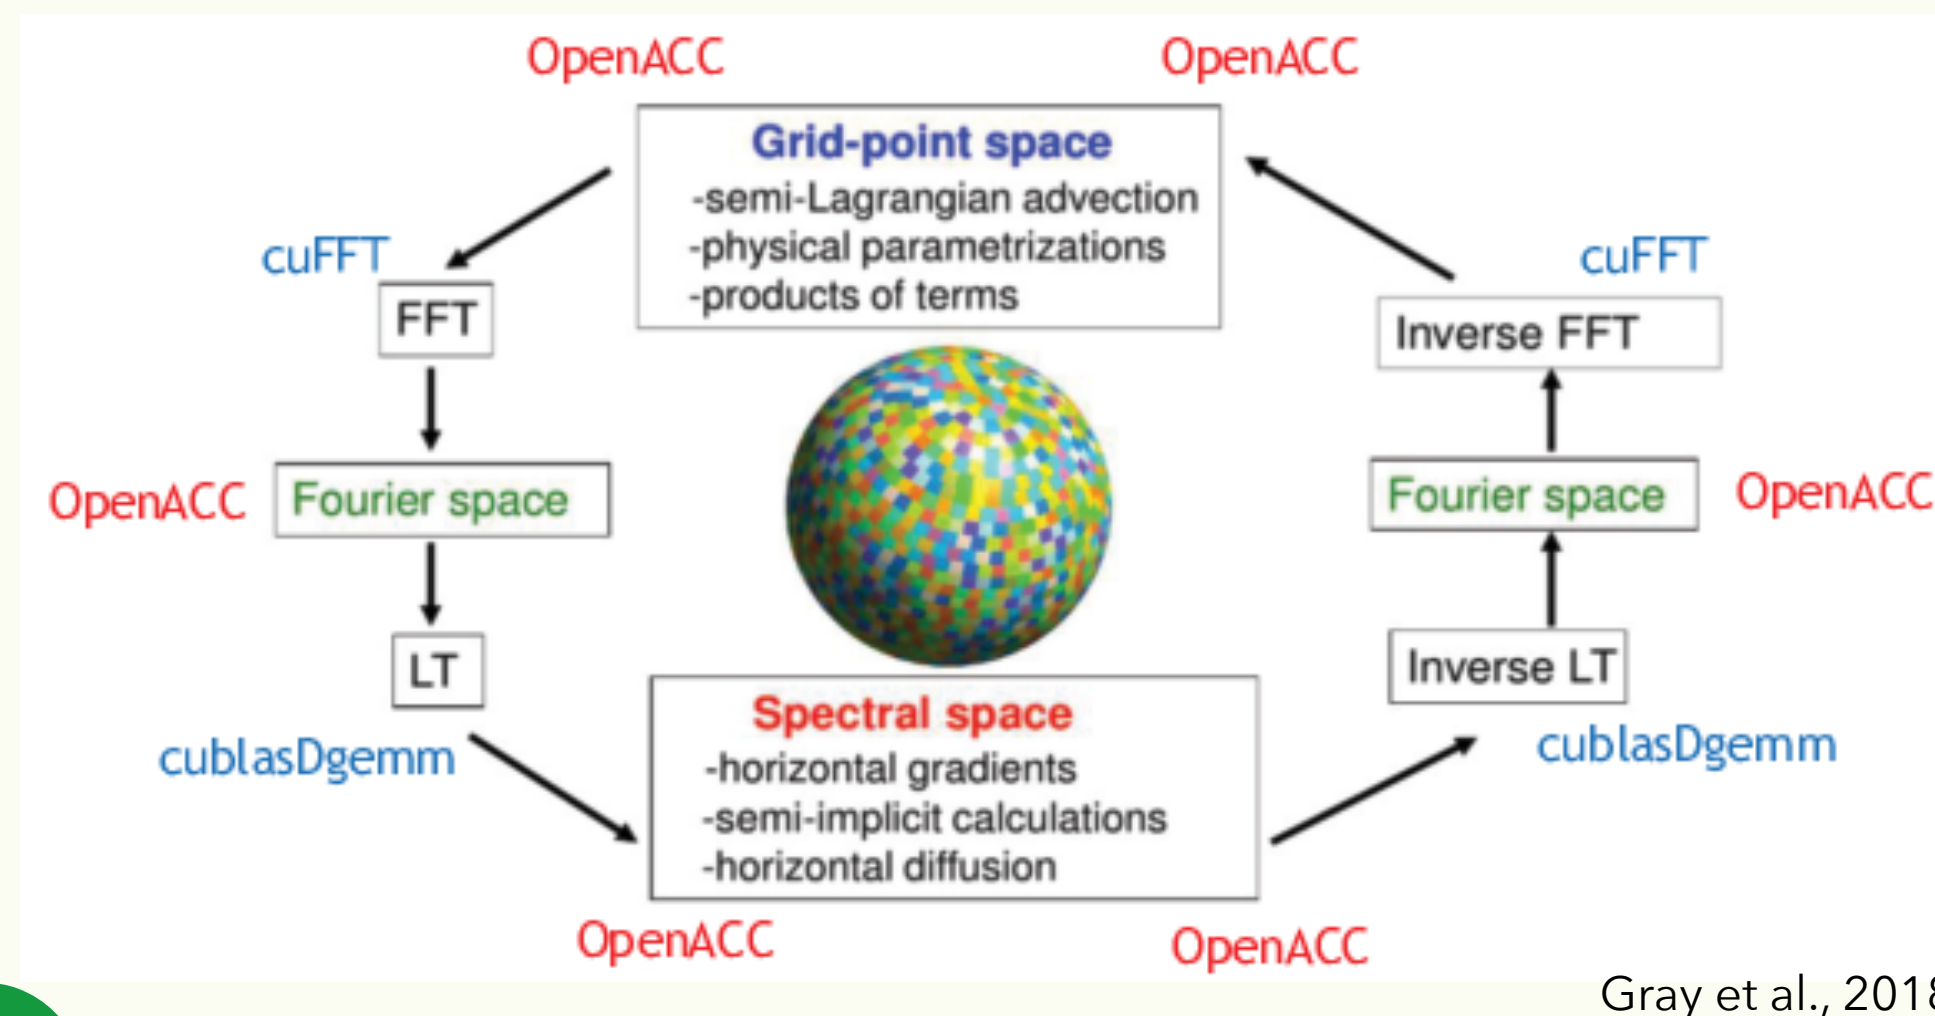 OpenACC
OpenACC
Grid-point space
-semi-Lagrangian advection
-physical parametrizations
-products of terms
cuFFT
FFT
cuFFT
Inverse FFT
OpenACC
Fourier space
Fourier space
OpenACC
LT
cublasDgemm
Inverse LT
cublasDgemm
Spectral space
-horizontal gradients
-semi-implicit calculations
-horizontal diffusion
OpenACC
OpenACC
Gray et al., 2018